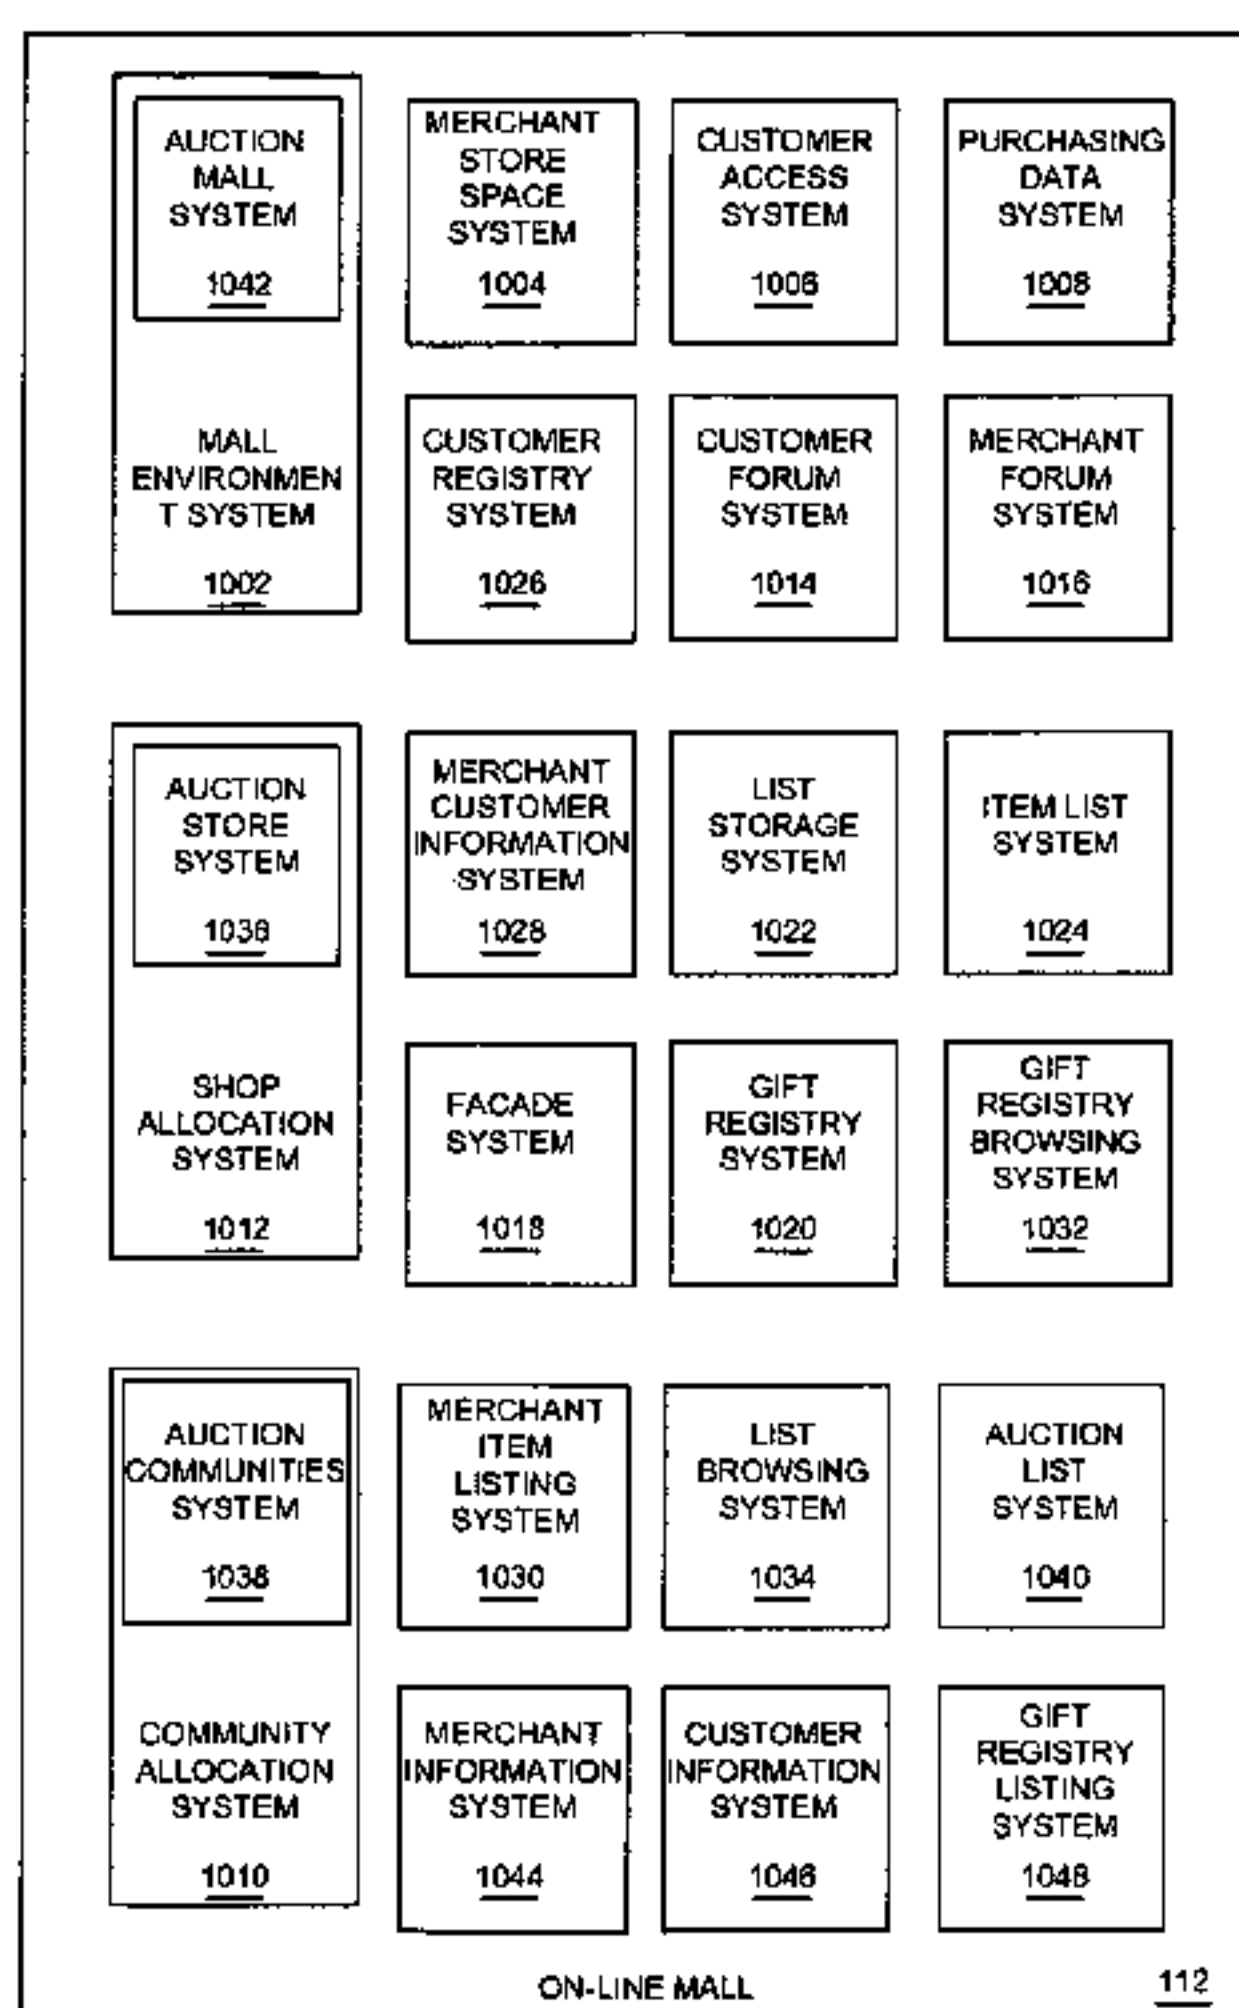 AUCTION
MALL
SYSTEM
1042
MALL
ENVIRONMEN
T SYSTEM
1002
MERCHANT
STORE
SPACE
SYSTEM
1004
CUSTOMER
ACCESS
SYSTEM
1006
PURCHASING
DATA
SYSTEM
1008
CUSTOMER
REGISTRY
SYSTEM
1026
CUSTOMER
FORUM
SYSTEM
1014
MERCHANT
FORUM
SYSTEM
1016
AUCTION
STORE
SYSTEM
1036
SHOP
ALLOCATION
SYSTEM
1012
MERCHANT
CUSTOMER
INFORMATION
SYSTEM
1028
LIST
STORAGE
SYSTEM
1022
ITEM LIST
SYSTEM
1024
FACADE
SYSTEM
1018
GIFT
REGISTRY
SYSTEM
1020
GIFT
REGISTRY
BROWSING
SYSTEM
1032
AUCTION
COMMUNITIES
SYSTEM
1038
COMMUNITY
ALLOCATION
SYSTEM
1010
MERCHANT
ITEM
LISTING
SYSTEM
1030
LIST
BROWSING
SYSTEM
1034
AUCTION
LIST
SYSTEM
1040
MERCHANT
INFORMATION
SYSTEM
1044
CUSTOMER
INFORMATION
SYSTEM
1046
GIFT
REGISTRY
LISTING
SYSTEM
1048
ON-LINE MALL
112